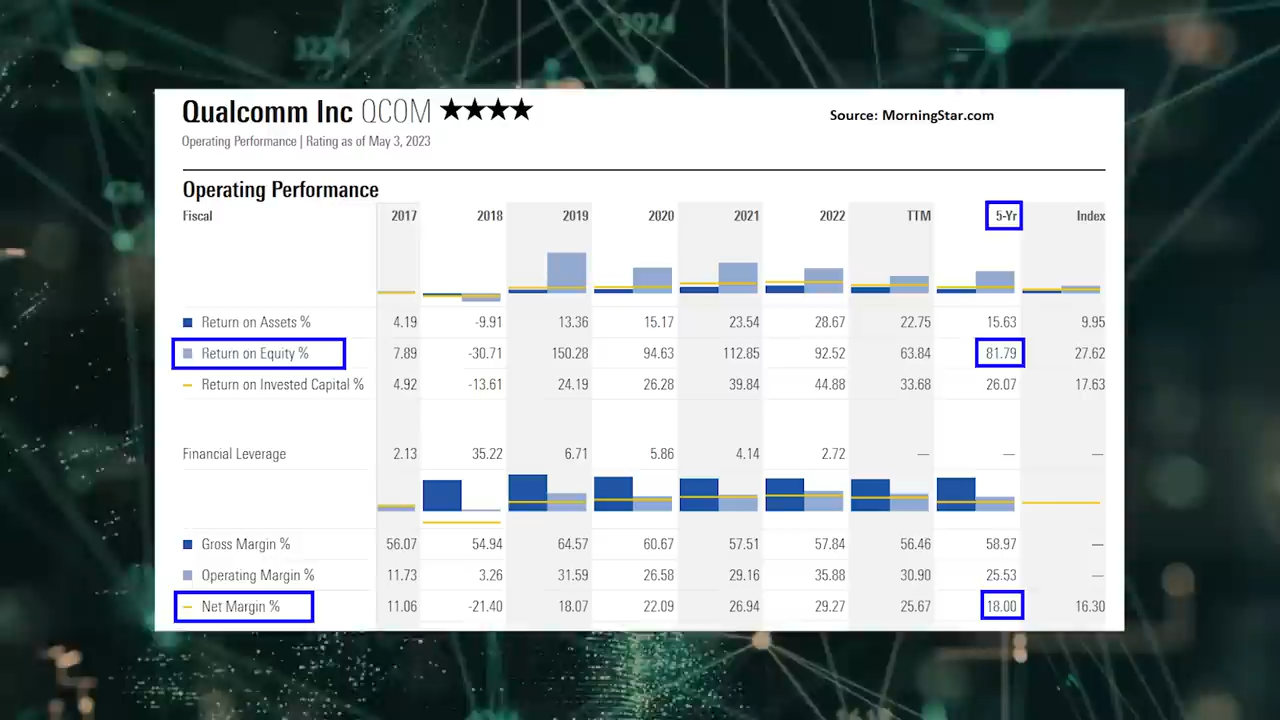 3924
Qualcomm Inc QCOM ★★★★
Source: MorningStar.com
Operating Performance | Rating as of May 3, 2023
Operating Performance
Fiscal 2017 2018 2019 2020 2021 2022 TTM 5-Yr Index
Return on Assets % 4.19 -9.91 13.36 15.17 23.54 28.67 22.75 15.63 9.95
Return on Equity % 7.89 -30.71 150.28 94.63 112.85 92.52 63.84 81.79 27.62
Return on Invested Capital % 4.92 -13.61 24.19 26.28 39.84 44.88 33.68 26.07 17.63
Financial Leverage 2.13 35.22 6.71 5.86 4.14 2.72 — — —
Gross Margin % 56.07 54.94 64.57 60.67 57.51 57.84 56.46 58.97 —
Operating Margin % 11.73 3.26 31.59 26.58 29.16 35.88 30.90 25.53 —
Net Margin % 11.06 -21.40 18.07 22.09 26.94 29.27 25.67 18.00 16.30